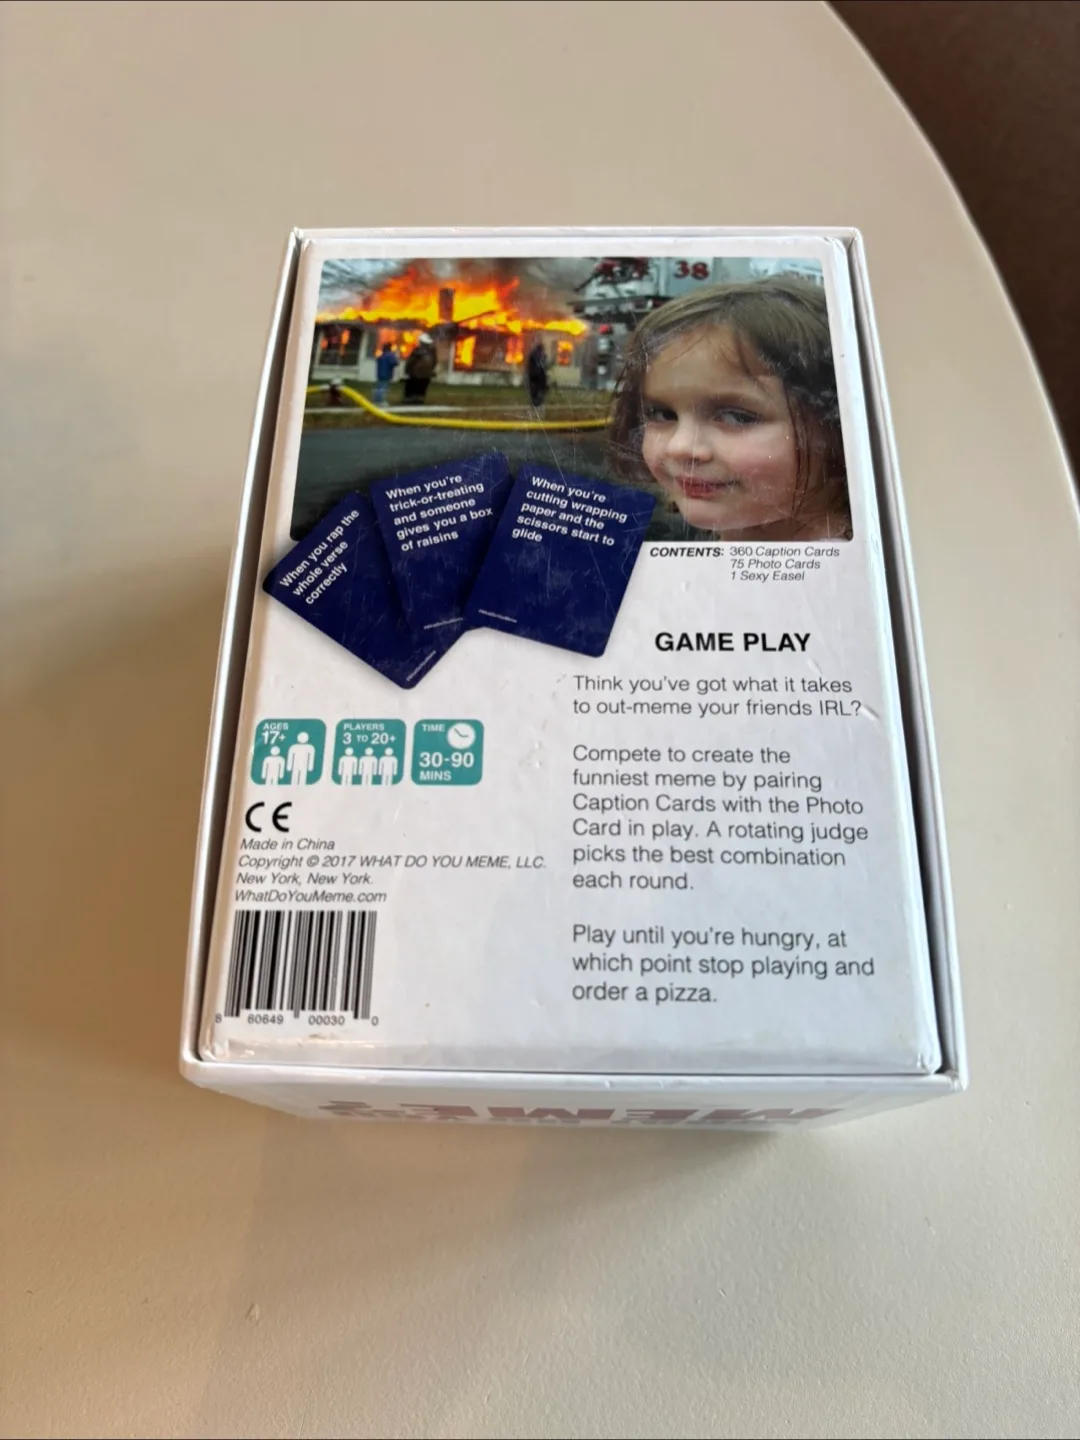 38
When you rap the
whole verse
correctly
When you're
trick-or-treating
and someone
gives you a box
of raisins
When you're
cutting wrapping
paper and the
scissors start to
glide
CONTENTS: 360 Caption Cards
75 Photo Cards
1 Sexy Easel
GAME PLAY
Think you've got what it takes
to out-meme your friends IRL?
Compete to create the
funniest meme by pairing
Caption Cards with the Photo
Card in play. A rotating judge
picks the best combination
each round.
Play until you're hungry, at
which point stop playing and
order a pizza.
AGES
17+
PLAYERS
3 TO 20+
TIME
30-90
MINS
CE
Made in China
Copyright © 2017 WHAT DO YOU MEME, LLC.
New York, New York.
WhatDoYouMeme.com
8 60649 00030 0
MEME?